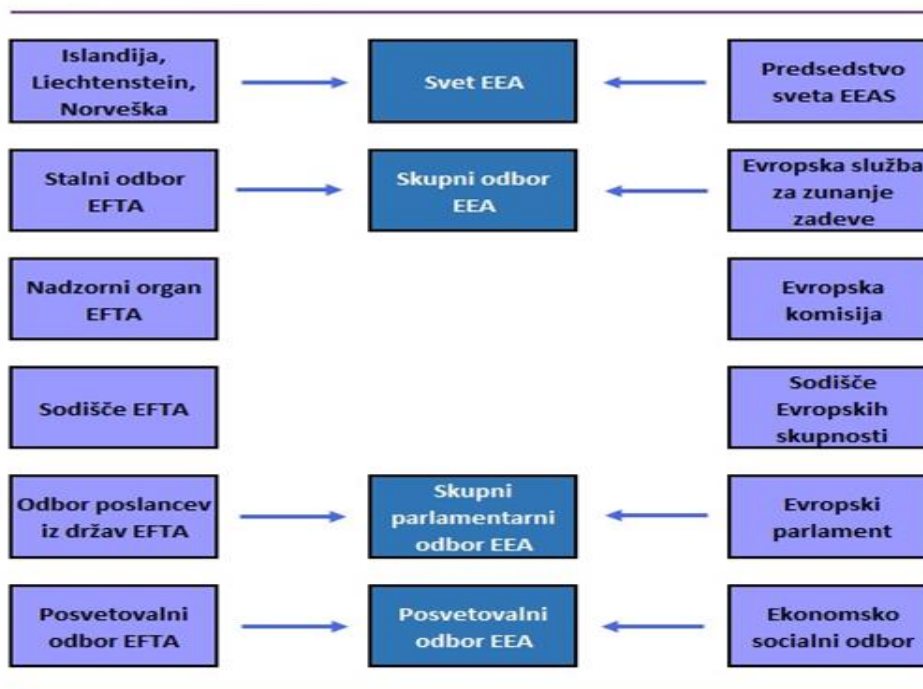 Islandija,
Liechtenstein,
Norveška
Svet EEA
Predsedstvo
sveta EEAS
Stalni odbor
EFTA
Skupni odbor
EEA
Evropska služba
za zunanje
zadeve
Nadzorni organ
EFTA
Evropska
komisija
Sodišče EFTA
Sodišče
Evropskih
skupnosti
Odbor poslancev
iz držav EFTA
Skupni
parlamentarni
odbor EEA
Evropski
parlament
Posvetovalni
odbor EFTA
Posvetovalni
odbor EEA
Ekonomsko
socialni odbor